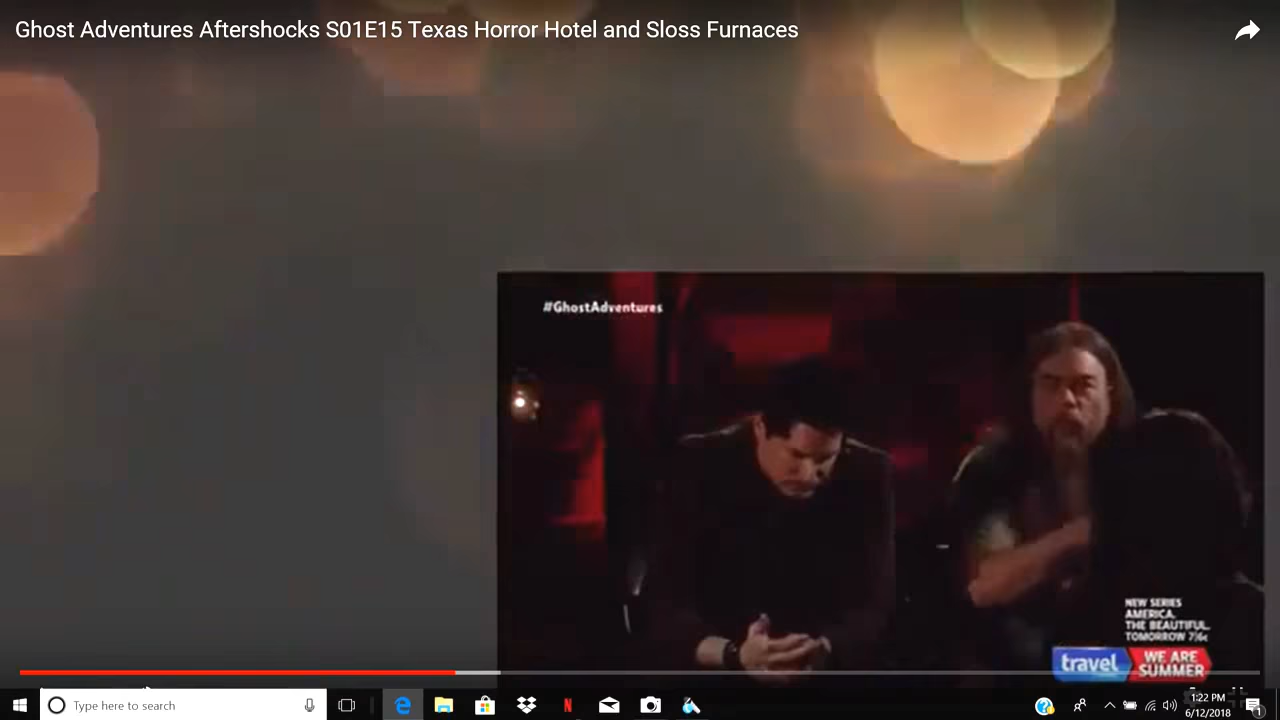 Ghost Adventures Aftershocks S01E15 Texas Horror Hotel and Sloss Furnaces
#GhostAdventures
NEW SERIES
AMERICA,
THE BEAUTIFUL.
TOMORROW 7/6c
travel
WE ARE
SUMMER
Type here to search
1:22 PM
6/12/2018
1